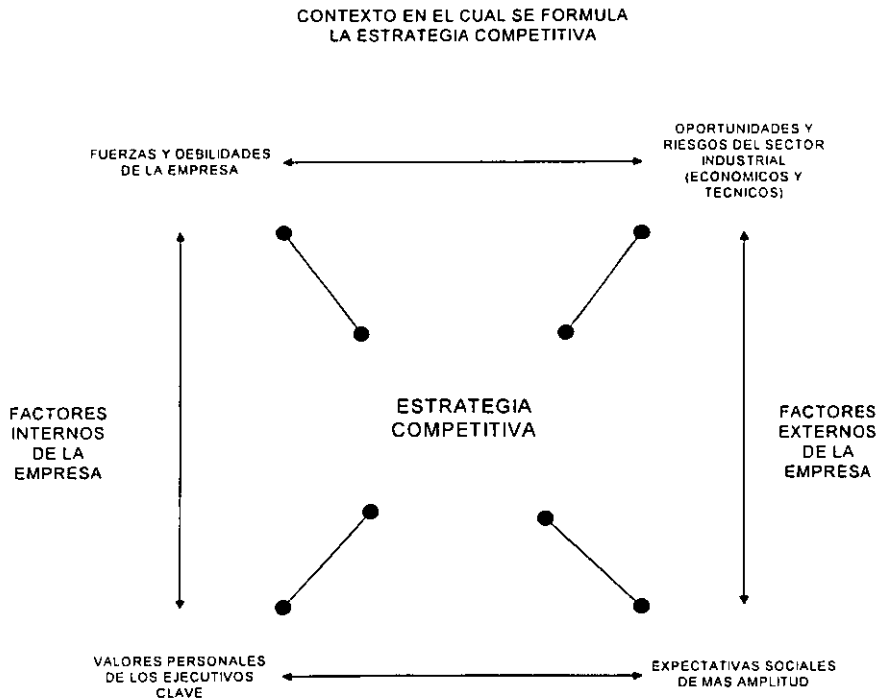 CONTEXTO EN EL CUAL SE FORMULA
LA ESTRATEGIA COMPETITIVA
FUERZAS Y DEBILIDADES
DE LA EMPRESA
OPORTUNIDADES Y
RIESGOS DEL SECTOR
INDUSTRIAL
(ECONOMICOS Y
TECNICOS)
FACTORES
INTERNOS
DE LA
EMPRESA
ESTRATEGIA
COMPETITIVA
FACTORES
EXTERNOS
DE LA
EMPRESA
VALORES PERSONALES
DE LOS EJECUTIVOS
CLAVE
EXPECTATIVAS SOCIALES
DE MAS AMPLITUD